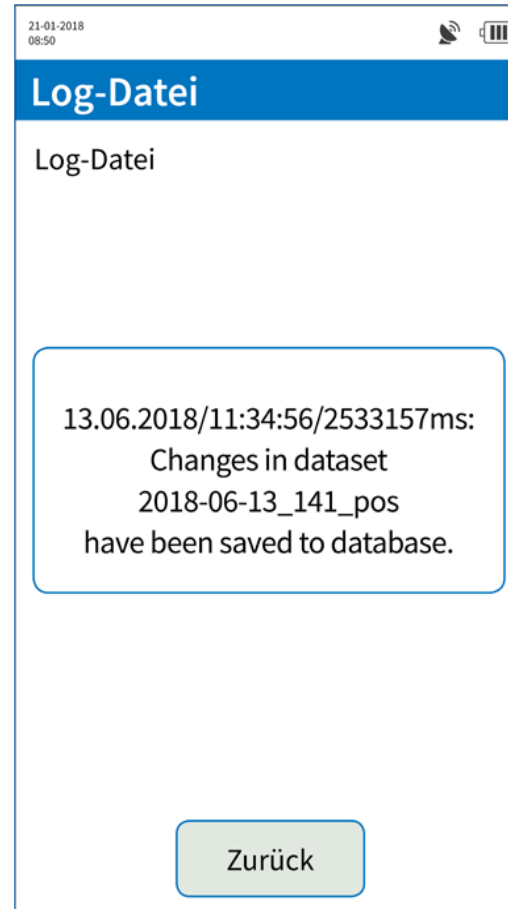 21-01-2018
08:50
Log-Datei
Log-Datei
13.06.2018/11:34:56/2533157ms:
Changes in dataset
2018-06-13_141_pos
have been saved to database.
Zurück